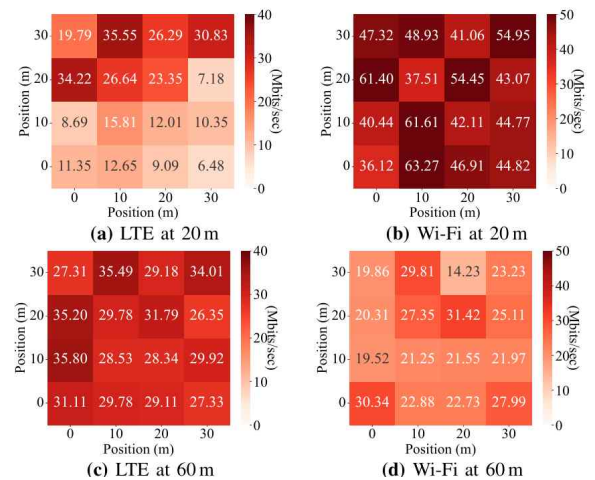 30 19.79 35.55 26.29 30.83
20 34.22 26.64 23.35 7.18
10 8.69 15.81 12.01 10.35
0 11.35 12.65 9.09 6.48
0 10 20 30
Position (m)
Position (m)
40
30
20
10
0
(Mbits/sec)
(a) LTE at 20 m
30 47.32 48.93 41.06 54.95
20 61.40 37.51 54.45 43.07
10 40.44 61.61 42.11 44.77
0 36.12 63.27 46.91 44.82
0 10 20 30
Position (m)
Position (m)
50
40
30
20
10
0
(Mbits/sec)
(b) Wi-Fi at 20 m
30 27.31 35.49 29.18 34.01
20 35.20 29.78 31.79 26.35
10 35.80 28.53 28.34 29.92
0 31.11 29.78 29.11 27.33
0 10 20 30
Position (m)
Position (m)
40
30
20
10
0
(Mbits/sec)
(c) LTE at 60 m
30 19.86 29.81 14.23 23.23
20 20.31 27.35 31.42 25.11
10 19.52 21.25 21.55 21.97
0 30.34 22.88 22.73 27.99
0 10 20 30
Position (m)
Position (m)
50
40
30
20
10
0
(Mbits/sec)
(d) Wi-Fi at 60 m